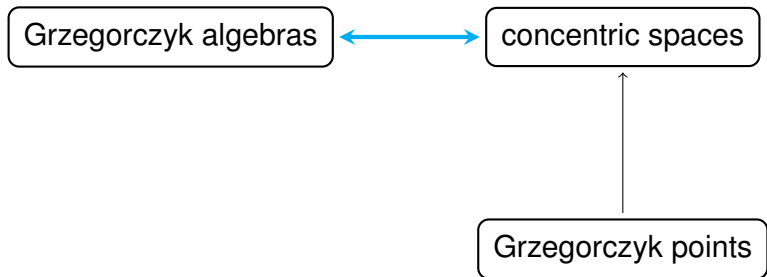 Grzegorczyk algebras
concentric spaces
Grzegorczyk points